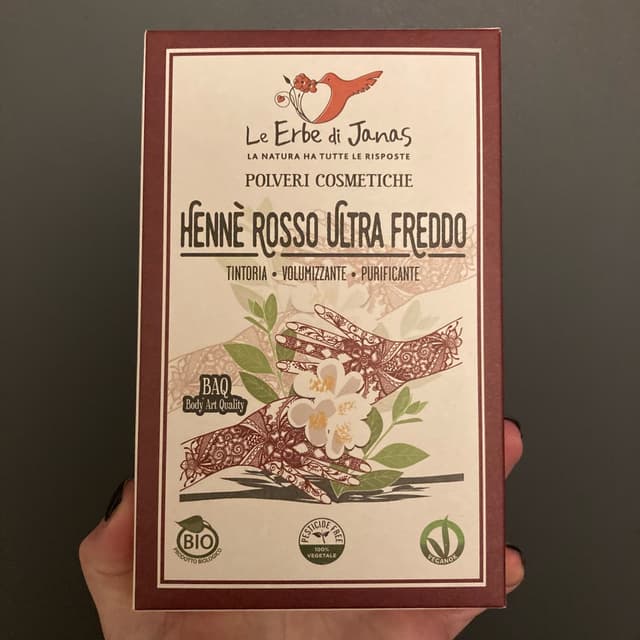 Le Erbe di Janas
LA NATURA HA TUTTE LE RISPOSTE
POLVERI COSMETICHE
HENNÈ ROSSO ULTRA FREDDO
TINTORIA • VOLUMIZZANTE • PURIFICANTE
BAQ
Body Art Quality
BIO
PRODOTTO BIOLOGICO
PESTICIDE FREE
100%
VEGETALE
VEGANOK